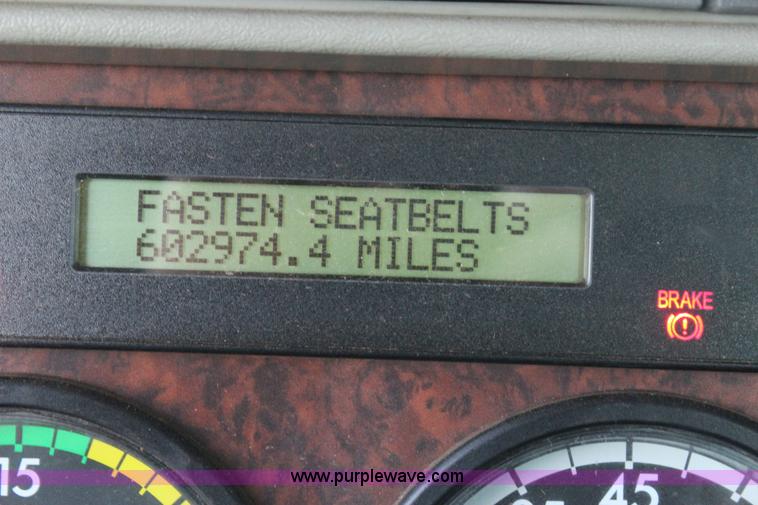 FASTEN SEATBELTS
602974.4 MILES
BRAKE
15
45
www.purplewave.com